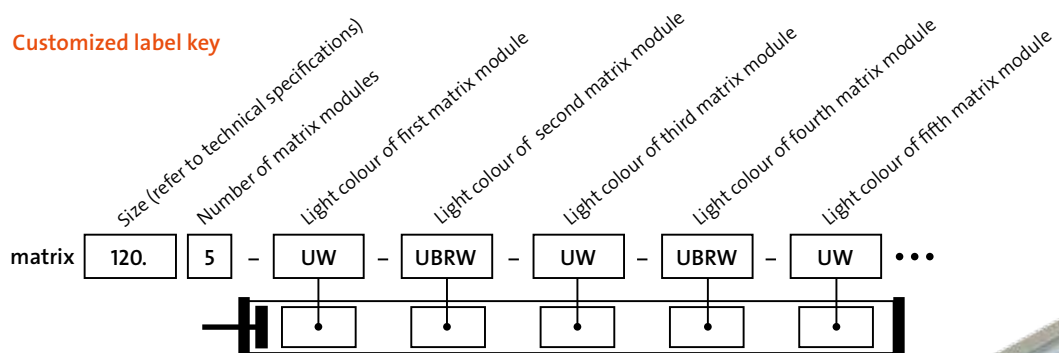 Customized label key
Size (refer to technical specifications)
Number of matrix modules
Light colour of first matrix module
Light colour of second matrix module
Light colour of third matrix module
Light colour of fourth matrix module
Light colour of fifth matrix module
matrix 120. 5 – UW – UBRW – UW – UBRW – UW •••